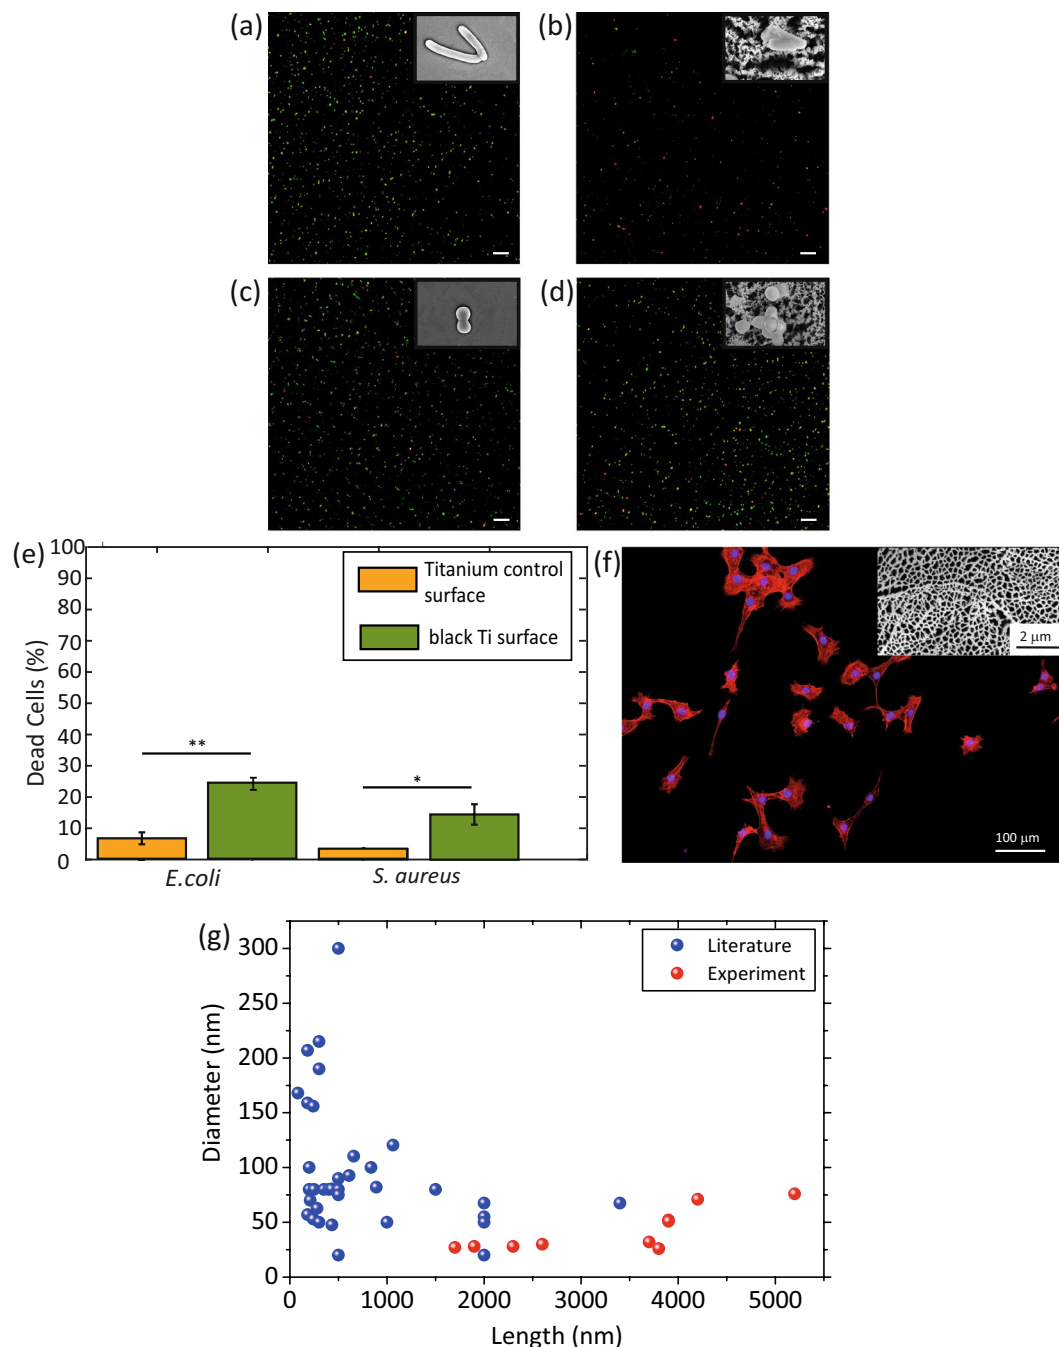 (a)
(b)
(c)
(d)
(e)
100
90
80
70
60
50
40
30
20
10
0
Dead Cells (%)
Titanium control
surface
black Ti surface
**
*
E.coli
S. aureus
(f)
2 μm
100 μm
(g)
300
250
200
150
100
50
0
Diameter (nm)
Literature
Experiment
0
1000
2000
3000
4000
5000
Length (nm)